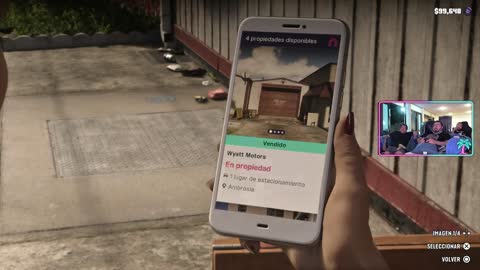 $99,648
4 propiedades disponibles
Vendido
Wyatt Motors
En propiedad
1 lugar de estacionamiento
Ambrosia
IMAGEN 1/4
SELECCIONAR
VOLVER